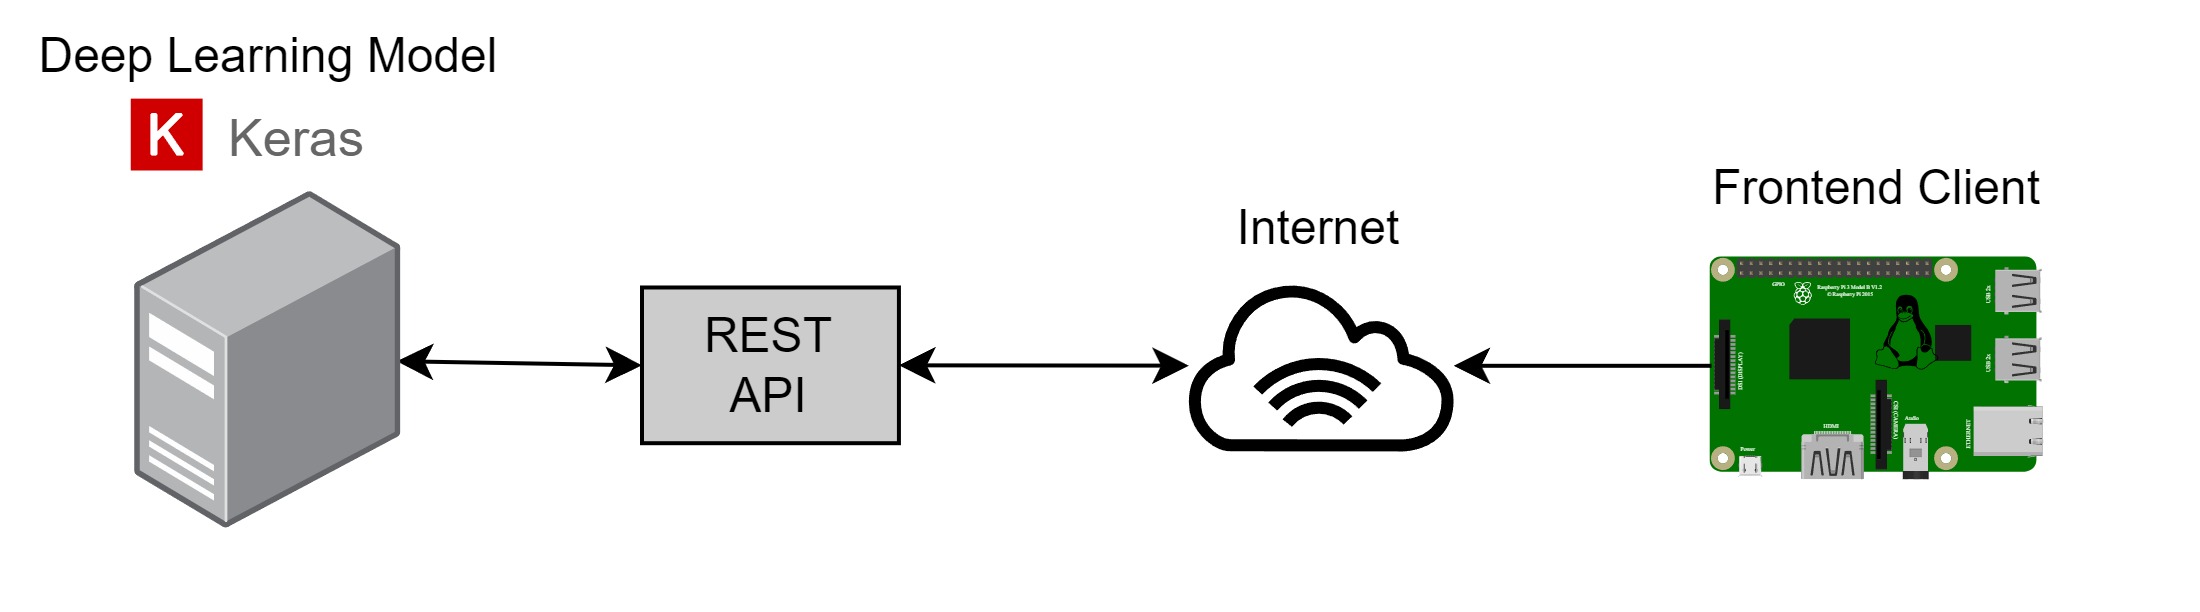 Deep Learning Model
K Keras
REST
API
Internet
Frontend Client
GPIO
Raspberry Pi 3 Model B V1.2
© Raspberry Pi 2015
USB 2x
USB 2x
DSI (DISPLAY)
CSI (CAMERA)
Audio
HDMI
ETHERNET
Power